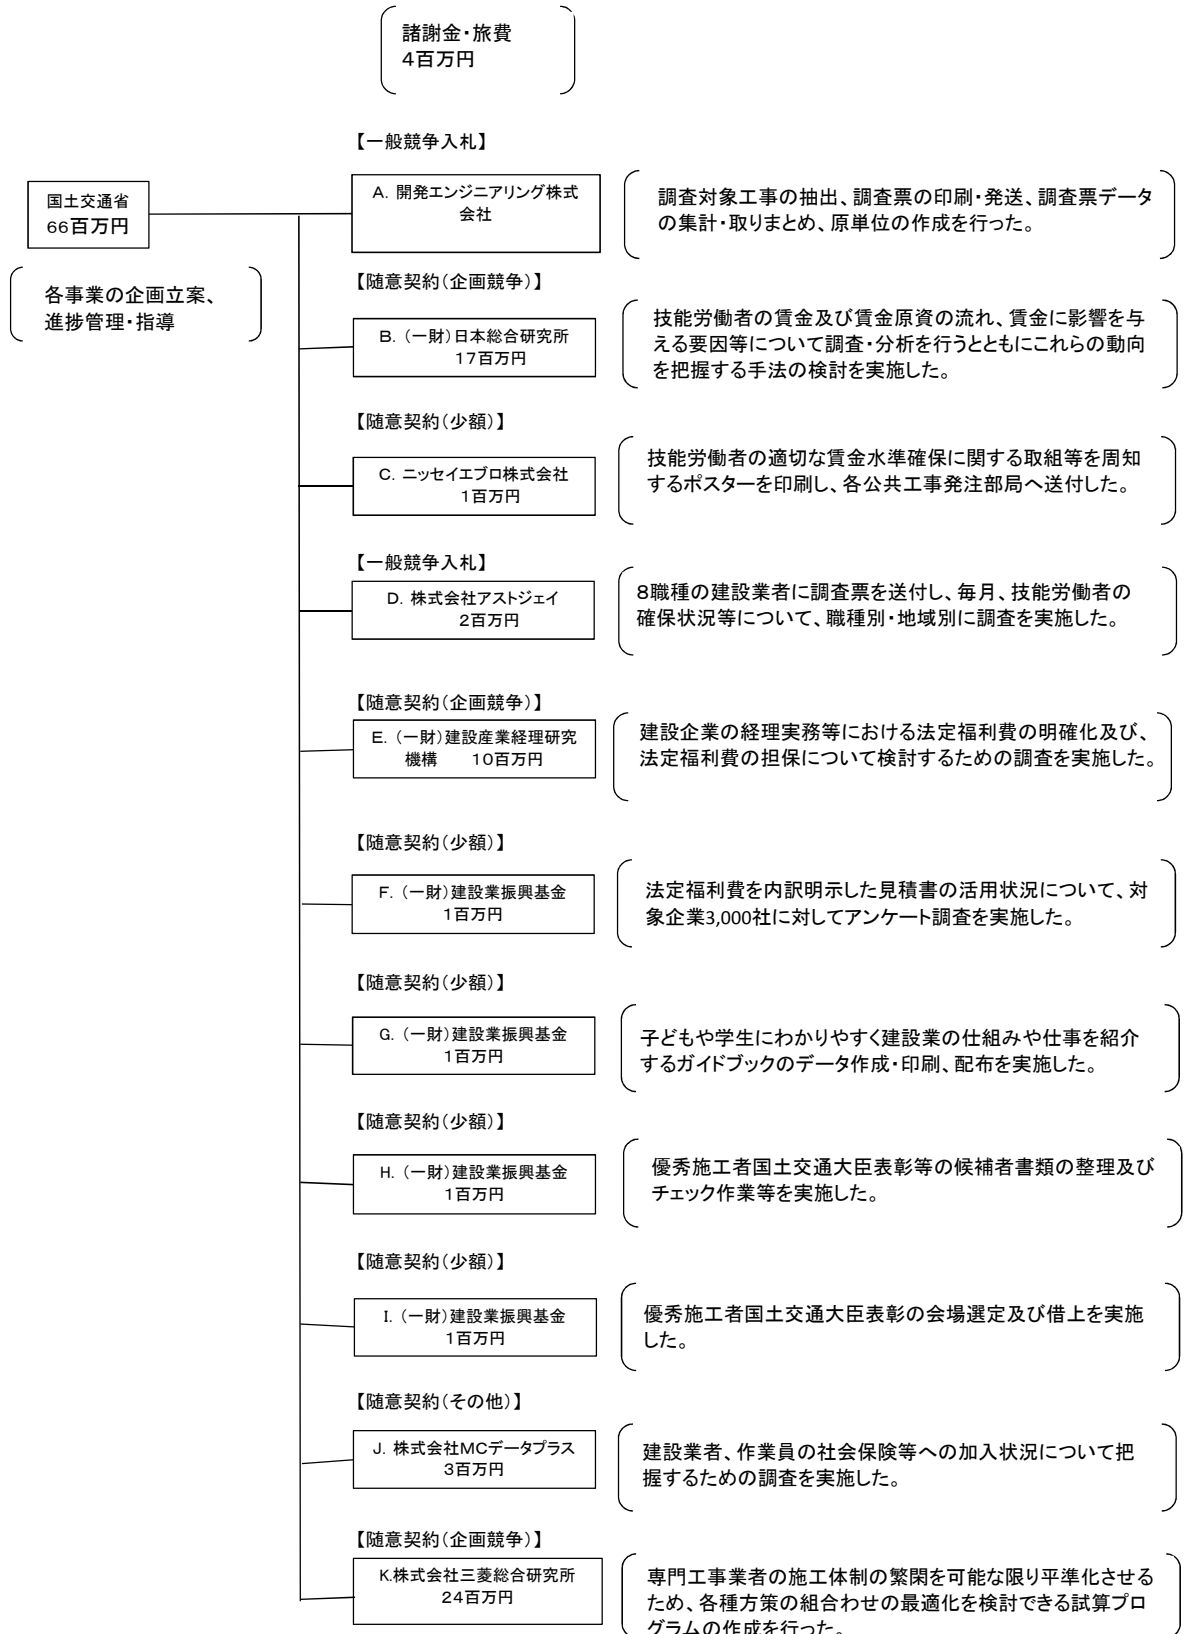 諸謝金・旅費
4百万円
【一般競争入札】
国土交通省
66百万円
A. 開発エンジニアリング株式
会社
調査対象工事の抽出、調査票の印刷・発送、調査票データ
の集計・取りまとめ、原単位の作成を行った。
各事業の企画立案、
進捗管理・指導
【随意契約(企画競争)】
B. (一財)日本総合研究所
17百万円
技能労働者の賃金及び賃金原資の流れ、賃金に影響を与
える要因等について調査・分析を行うとともにこれらの動向
を把握する手法の検討を実施した。
【随意契約(少額)】
C. ニッセイエブロ株式会社
1百万円
技能労働者の適切な賃金水準確保に関する取組等を周知
するポスターを印刷し、各公共工事発注部局へ送付した。
【一般競争入札】
D. 株式会社アストジェイ
2百万円
8職種の建設業者に調査票を送付し、毎月、技能労働者の
確保状況等について、職種別・地域別に調査を実施した。
【随意契約(企画競争)】
E. (一財)建設産業経理研究
機構 10百万円
建設企業の経理実務等における法定福利費の明確化及び、
法定福利費の担保について検討するための調査を実施した。
【随意契約(少額)】
F. (一財)建設業振興基金
1百万円
法定福利費を内訳明示した見積書の活用状況について、対
象企業3,000社に対してアンケート調査を実施した。
【随意契約(少額)】
G. (一財)建設業振興基金
1百万円
子どもや学生にわかりやすく建設業の仕組みや仕事を紹介
するガイドブックのデータ作成・印刷、配布を実施した。
【随意契約(少額)】
H. (一財)建設業振興基金
1百万円
優秀施工者国土交通大臣表彰等の候補者書類の整理及び
チェック作業等を実施した。
【随意契約(少額)】
I. (一財)建設業振興基金
1百万円
優秀施工者国土交通大臣表彰の会場選定及び借上を実施
した。
【随意契約(その他)】
J. 株式会社MCデータプラス
3百万円
建設業者、作業員の社会保険等への加入状況について把
握するための調査を実施した。
【随意契約(企画競争)】
K.株式会社三菱総合研究所
24百万円
専門工事業者の施工体制の繁閑を可能な限り平準化させる
ため、各種方策の組合わせの最適化を検討できる試算プロ
グラムの作成を行った。